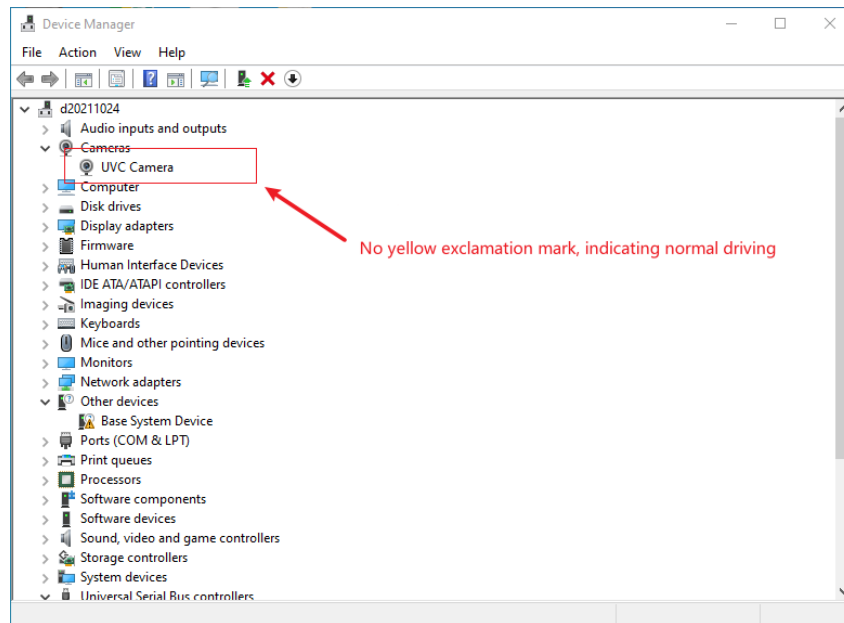 Device Manager
File Action View Help
d20211024
Audio inputs and outputs
Cameras
UVC Camera
Computer
Disk drives
Display adapters
Firmware
No yellow exclamation mark, indicating normal driving
Human Interface Devices
IDE ATA/ATAPI controllers
Imaging devices
Keyboards
Mice and other pointing devices
Monitors
Network adapters
Other devices
Base System Device
Ports (COM & LPT)
Print queues
Processors
Software components
Software devices
Sound, video and game controllers
Storage controllers
System devices
Universal Serial Bus controllers